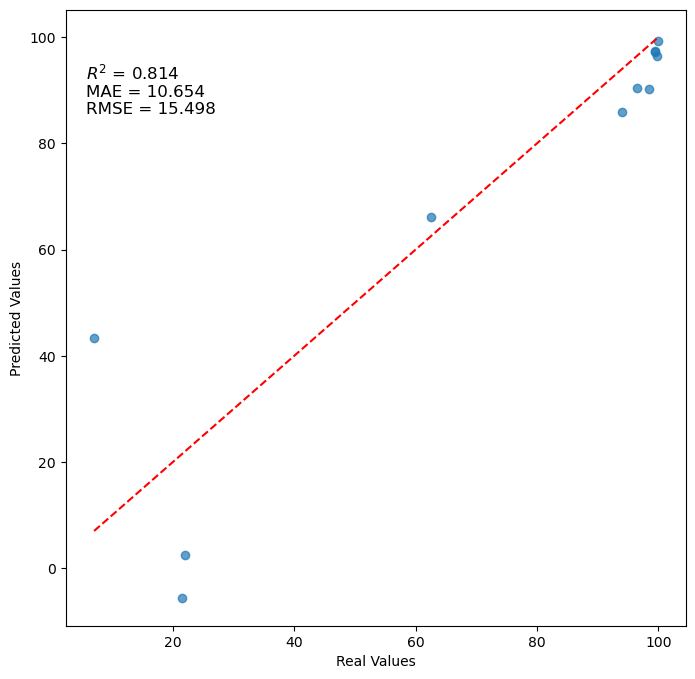 100
80
60
40
20
0
Predicted Values
R² = 0.814
MAE = 10.654
RMSE = 15.498
20 40 60 80 100
Real Values